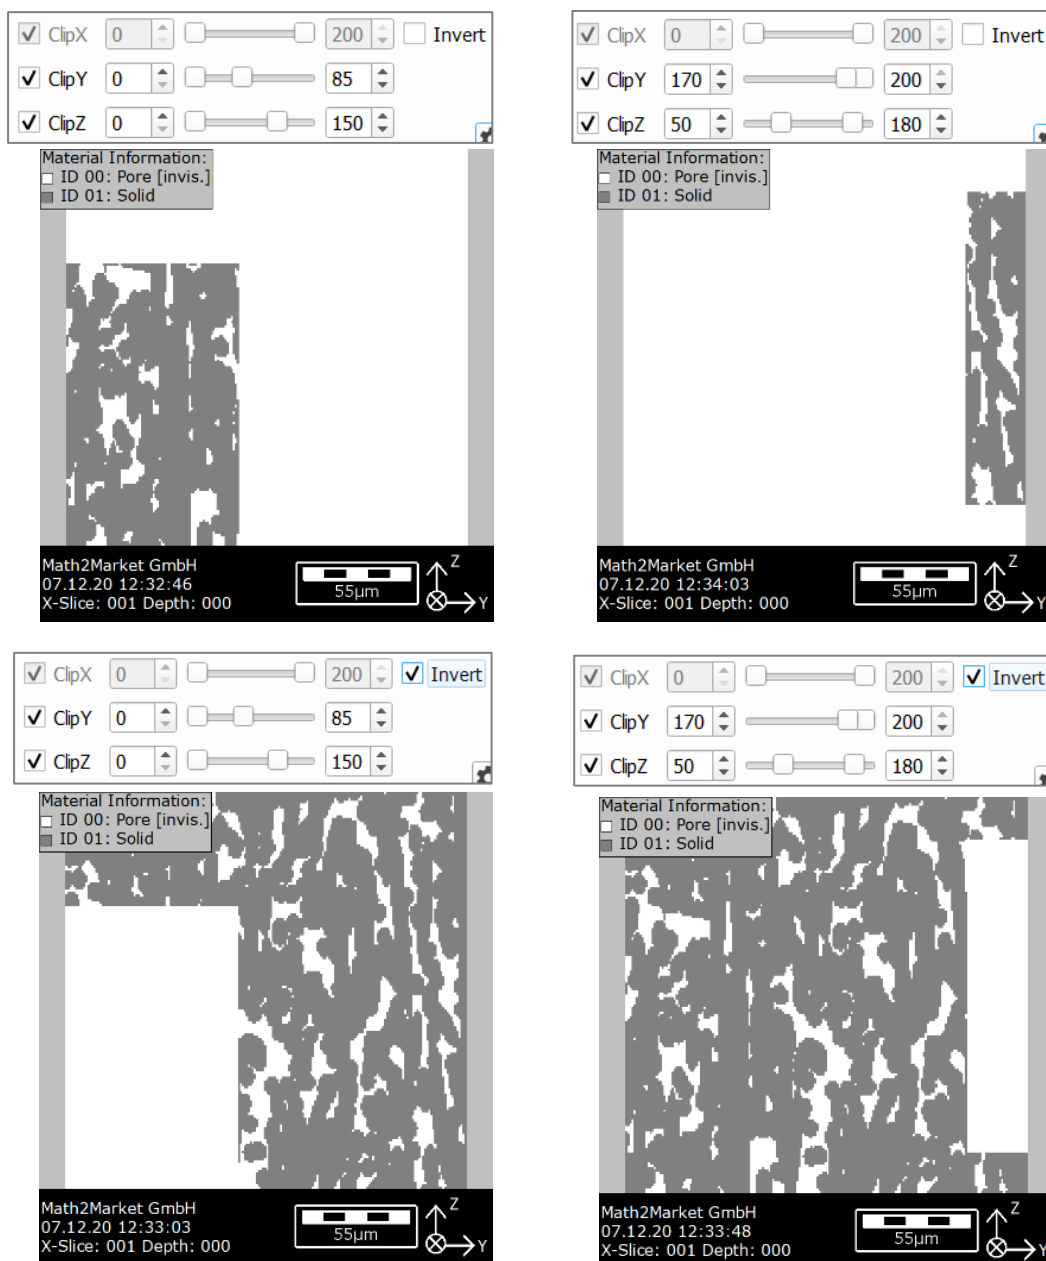 ClipX 0 200 Invert
ClipY 0 85
ClipZ 0 150
Material Information:
ID 00: Pore [invis.]
ID 01: Solid
Math2Market GmbH
07.12.20 12:32:46
X-Slice: 001 Depth: 000
55µm
Z
Y
ClipX 0 200 Invert
ClipY 170 200
ClipZ 50 180
Material Information:
ID 00: Pore [invis.]
ID 01: Solid
Math2Market GmbH
07.12.20 12:34:03
X-Slice: 001 Depth: 000
55µm
Z
Y
ClipX 0 200 Invert
ClipY 0 85
ClipZ 0 150
Material Information:
ID 00: Pore [invis.]
ID 01: Solid
Math2Market GmbH
07.12.20 12:33:03
X-Slice: 001 Depth: 000
55µm
Z
Y
ClipX 0 200 Invert
ClipY 170 200
ClipZ 50 180
Material Information:
ID 00: Pore [invis.]
ID 01: Solid
Math2Market GmbH
07.12.20 12:33:48
X-Slice: 001 Depth: 000
55µm
Z
Y